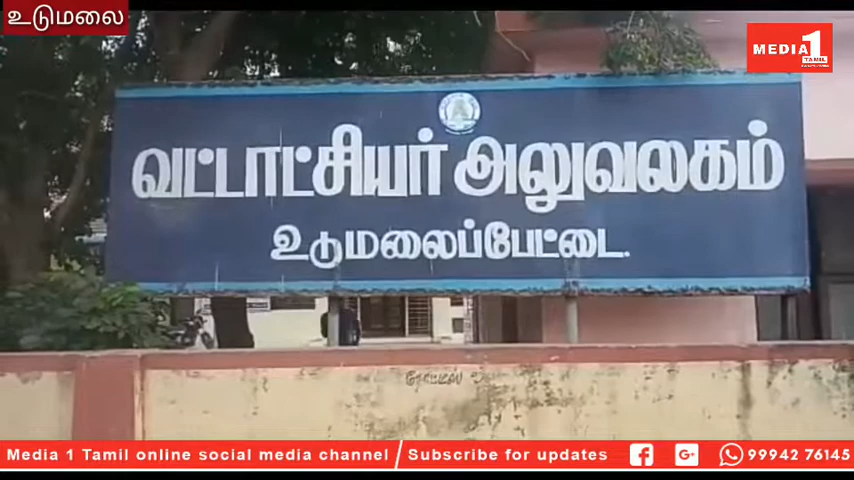 உடுமலை
MEDIA 1
TAMIL
வட்டாட்சியர் அலுவலகம்
உடுமலைப்பேட்டை.
Media 1 Tamil online social media channel / Subscribe for updates f G+ 99942 76145